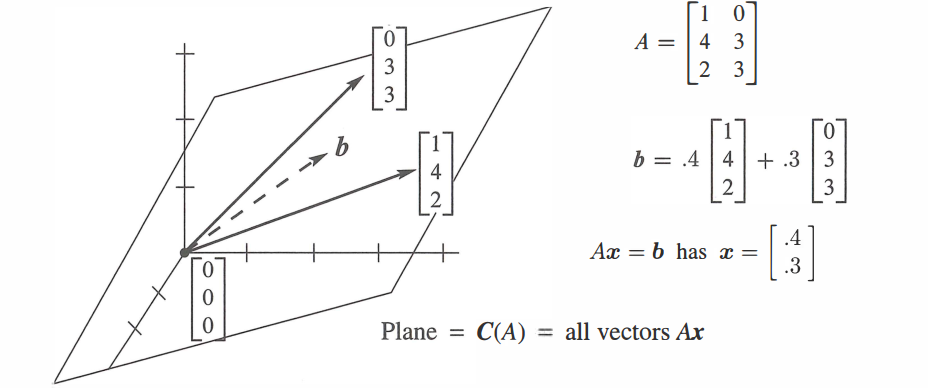 [0 3 3]
b
[1 4 2]
[0 0 0]
A = [1 0
4 3
2 3]
b = .4 [1 4 2] + .3 [0 3 3]
Ax = b has x = [.4 .3]
Plane = C(A) = all vectors Ax